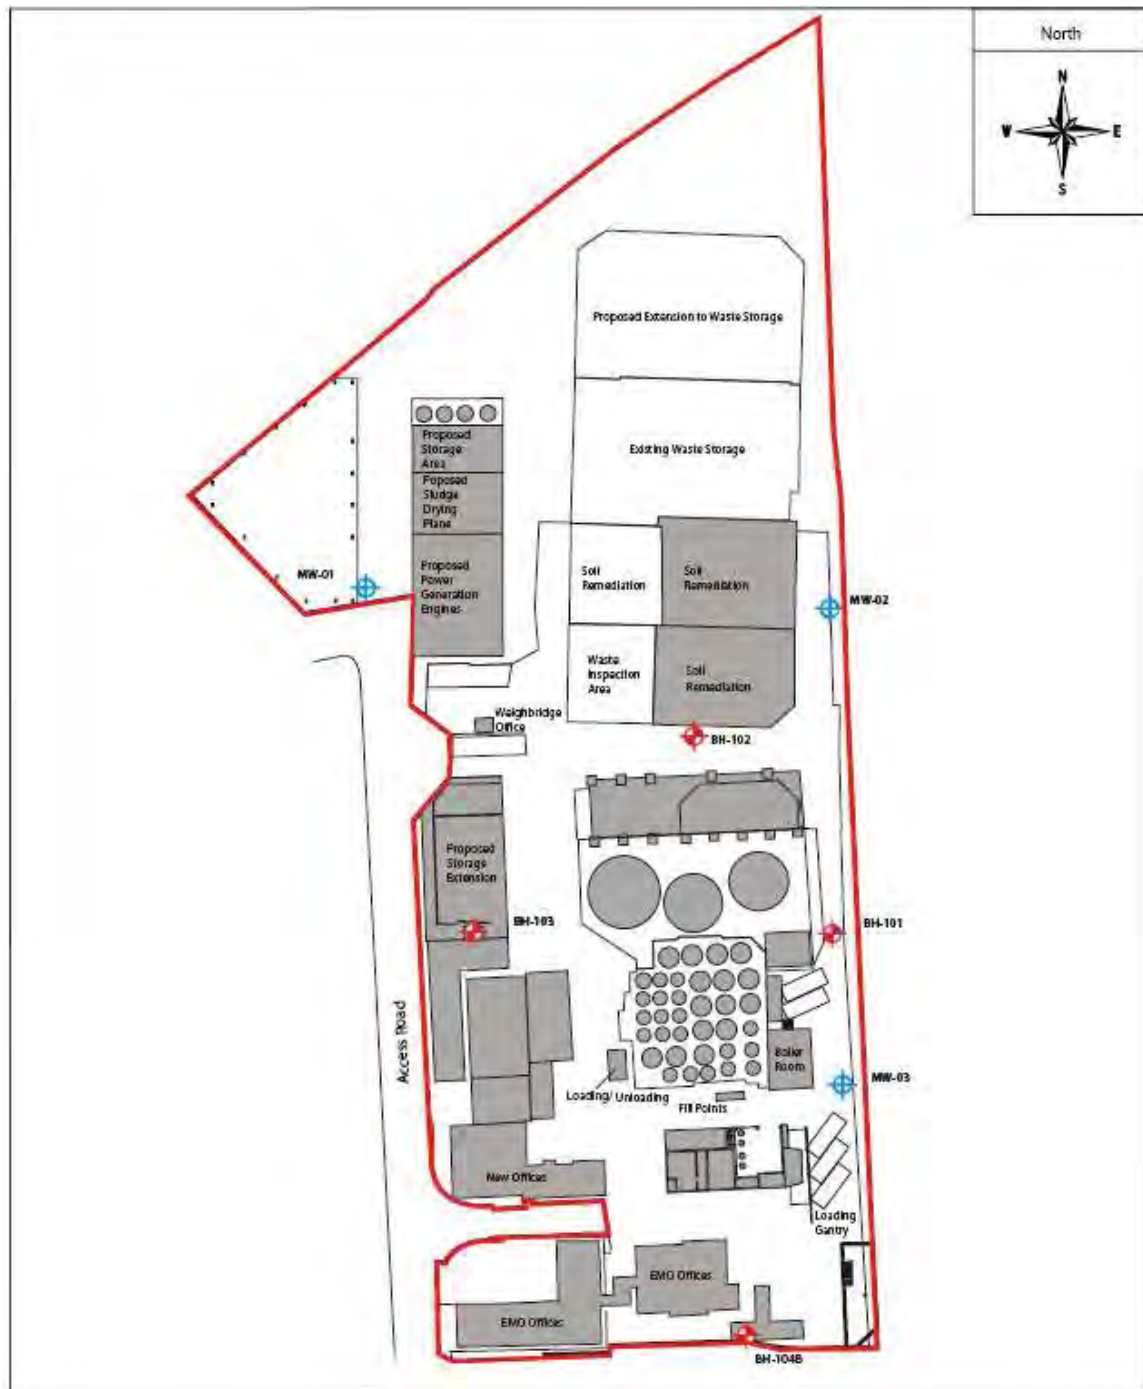 North
N
W
E
S
Proposed Extension to Waste Storage
Existing Waste Storage
Proposed
Storage
Area
Poposed
Sludge
Drying
Plane
Proposed
Power
Generation
Engines
MW-01
Soil
Remediation
Soil
Remediation
MW-02
Waste
Inspection
Area
Soil
Remediation
Weighbridge
Office
BH-102
Proposed
Storage
Extension
BH-103
BH-101
Access Road
Boiler
Room
MW-03
Loading/ Unloading
Fill Points
New Offices
Loading
Gantry
EMO Offices
EMO Offices
BH-104B